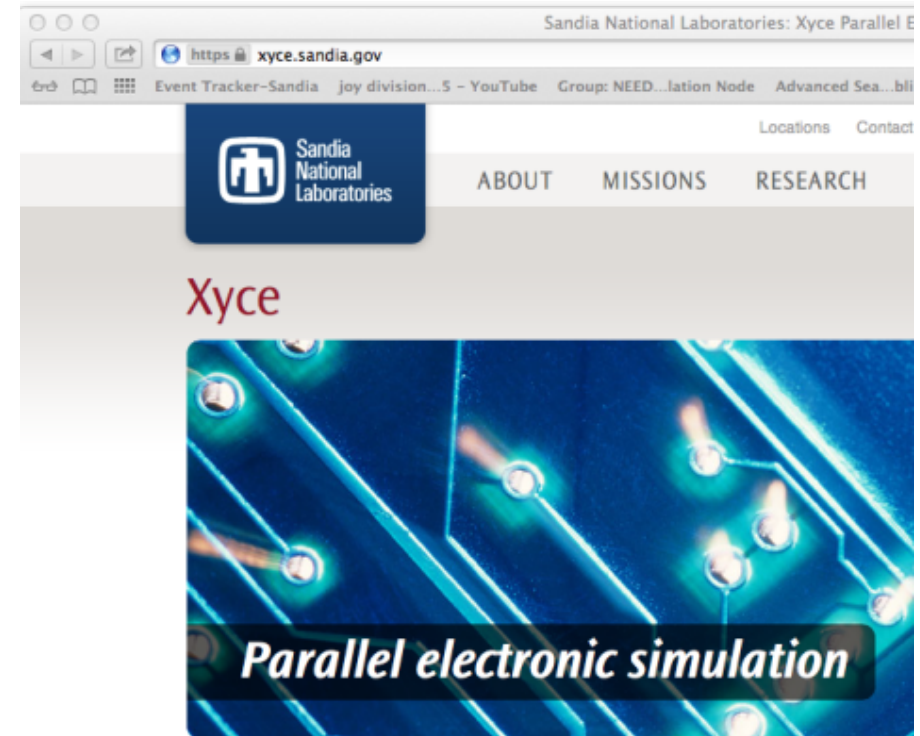 Sandia National Laboratories: Xyce Parallel E
https xyce.sandia.gov
Event Tracker-Sandia joy division...5 - YouTube Group: NEED...lation Node Advanced Sea...bli
Locations Contact
Sandia
National
Laboratories
ABOUT MISSIONS RESEARCH
Xyce
Parallel electronic simulation